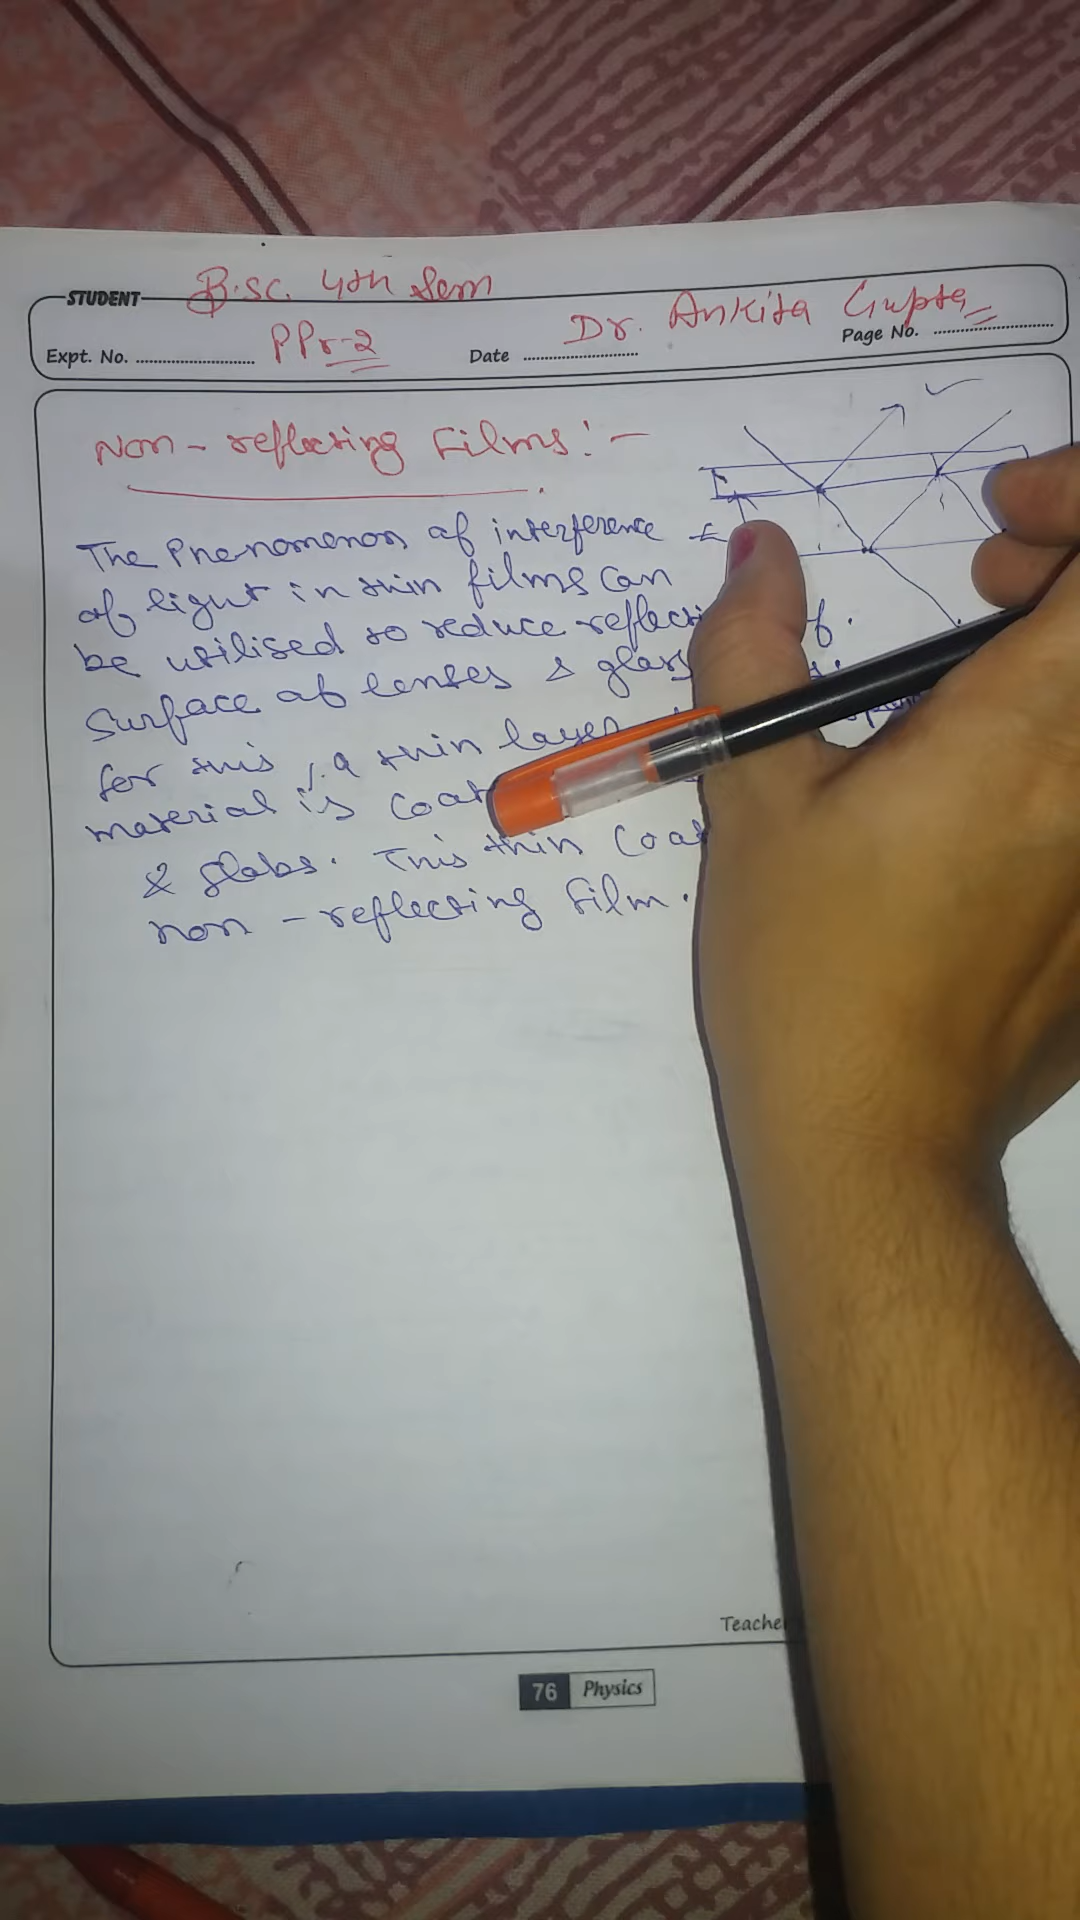 STUDENT B.sc. 4th Sem
Expt. No. PPr-2 Date Dr. Ankita Gupta Page No.
Non-reflecting Films:-
The Phenomenon of interference
of light in thin films can
be utilised to reduce reflecti f.
Surface of lenses & glass
for this, a thin layer
material is coat
& slabs. This thin coat
non-reflecting film.
Teache
76 Physics